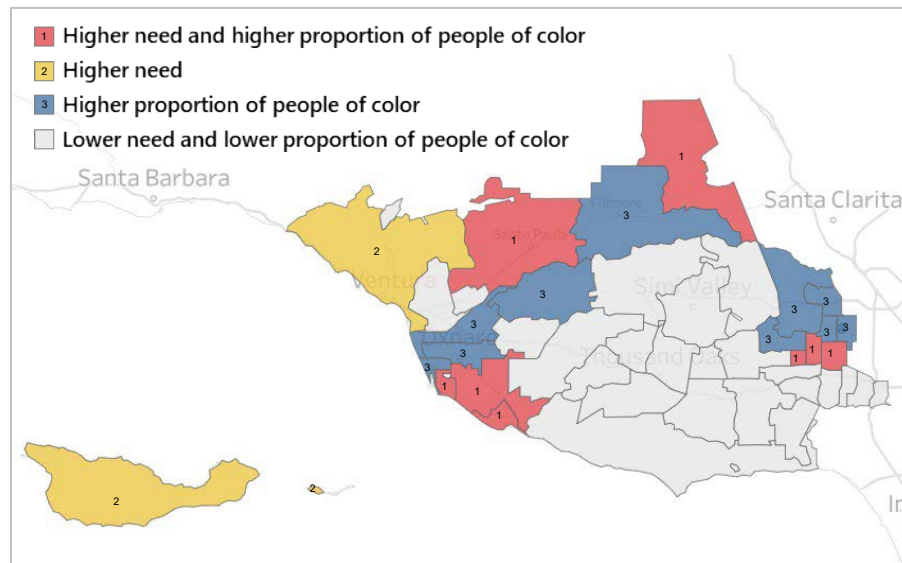 1 Higher need and higher proportion of people of color
2 Higher need
3 Higher proportion of people of color
Lower need and lower proportion of people of color
Santa Barbara
Santa Clarita
1
3
Fillmore
2
1
Santa Paula
Ventura
3
Simi Valley
3
3
3
3
3
3
Oxnard
3
3
Thousand Oaks
1
1
1
1
1
1
2
2
In